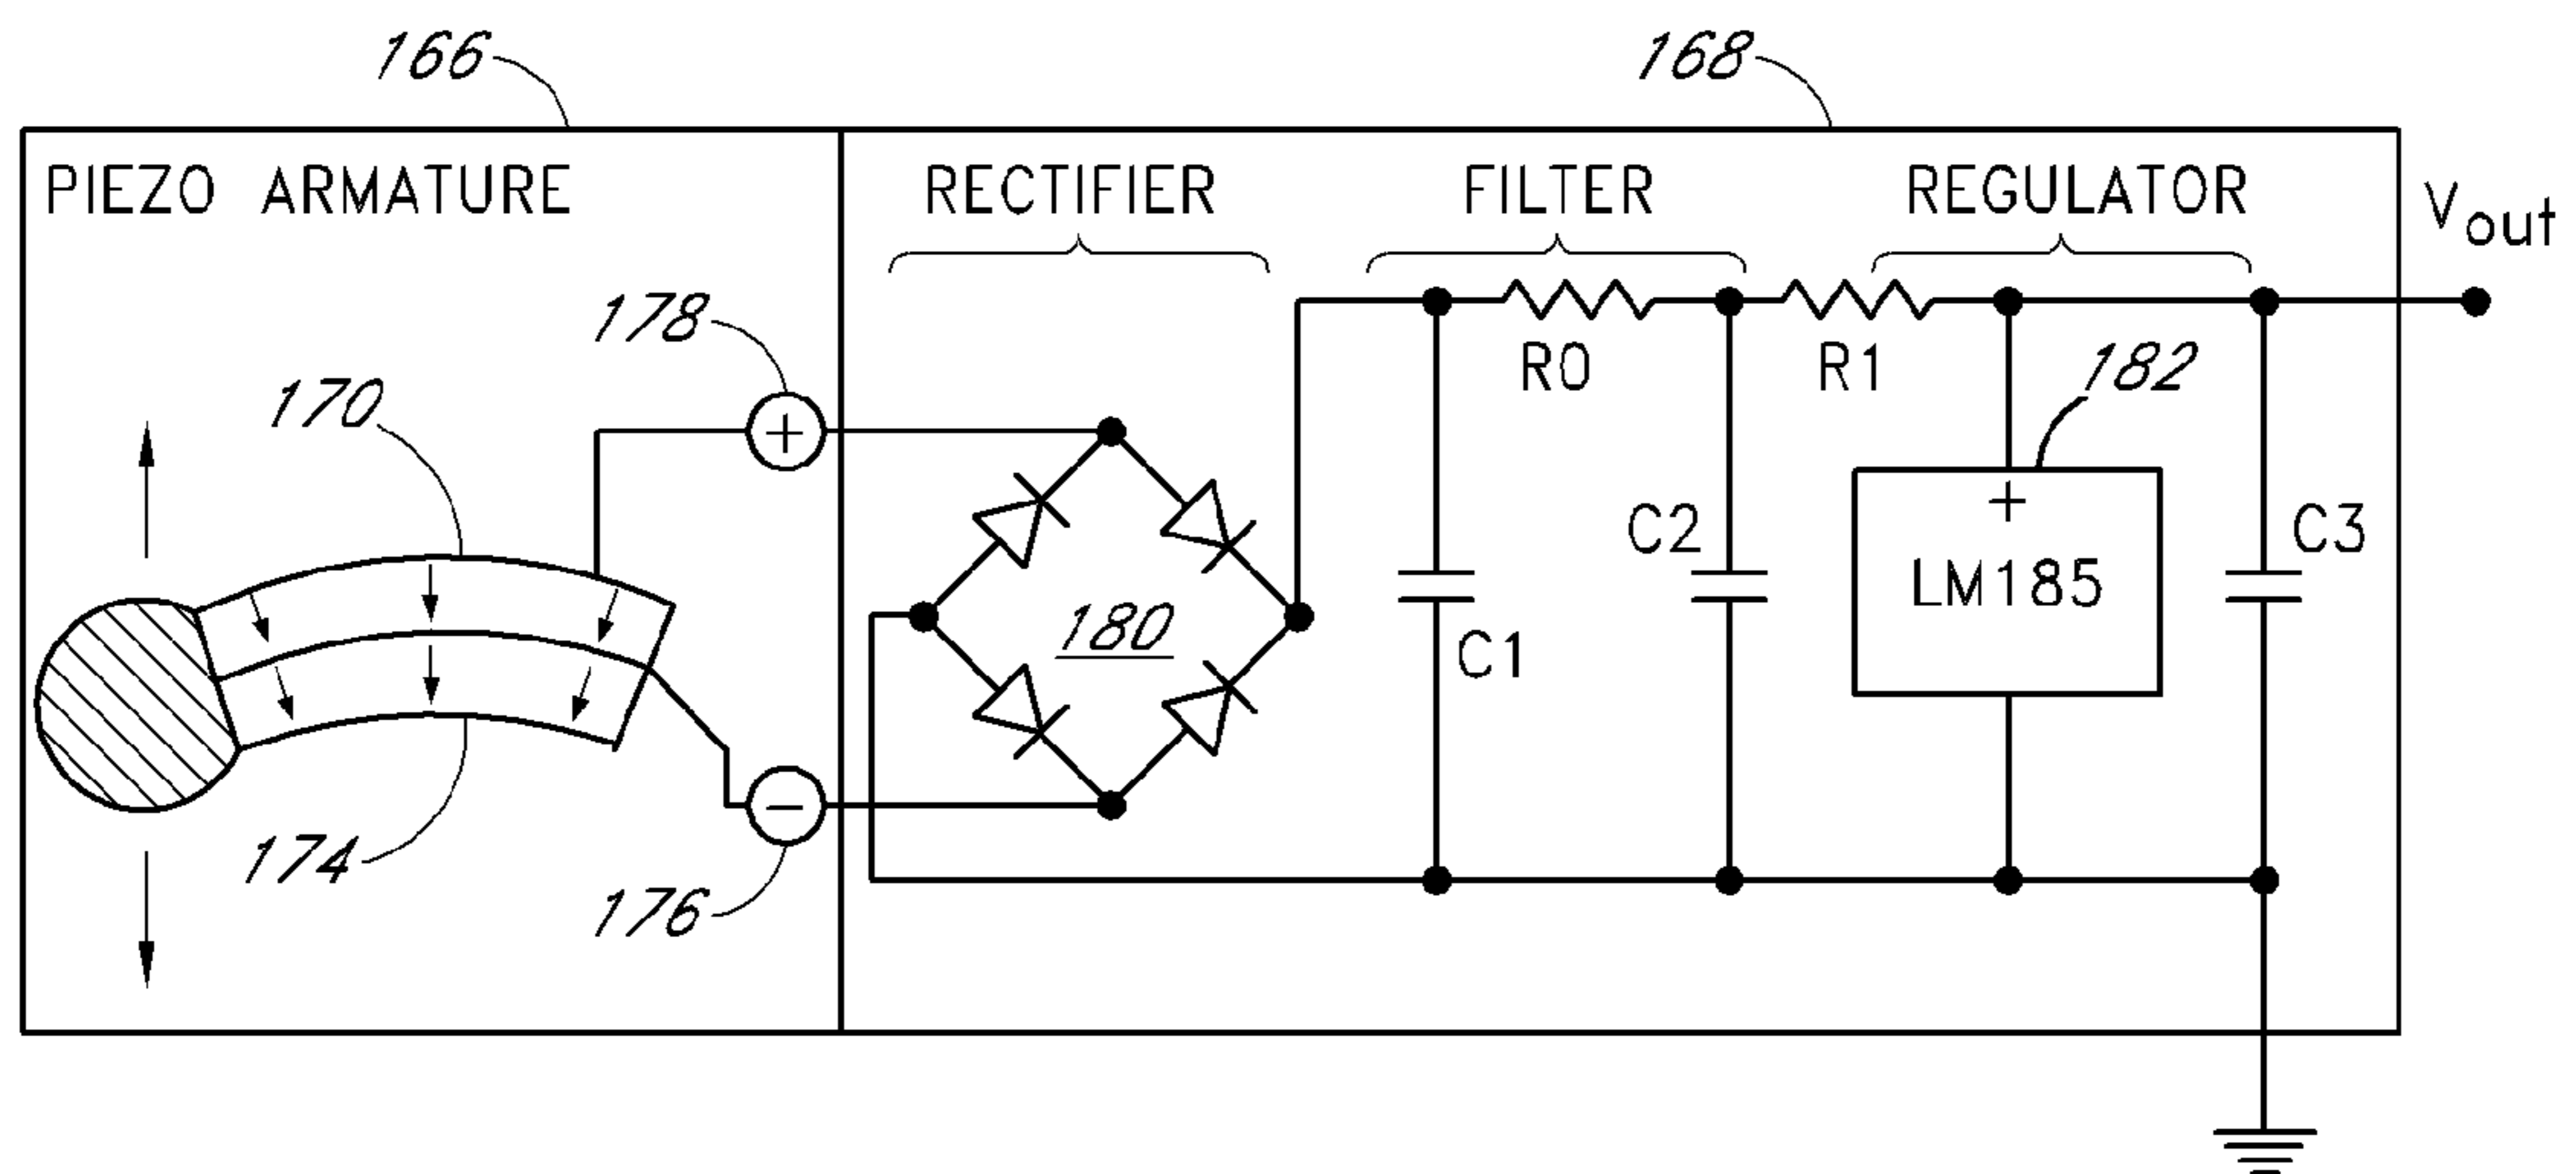 166
168
PIEZO ARMATURE
RECTIFIER
FILTER
REGULATOR
Vout
178
R0
R1
182
170
+
+
C2
C3
LM185
180
C1
174
−
176